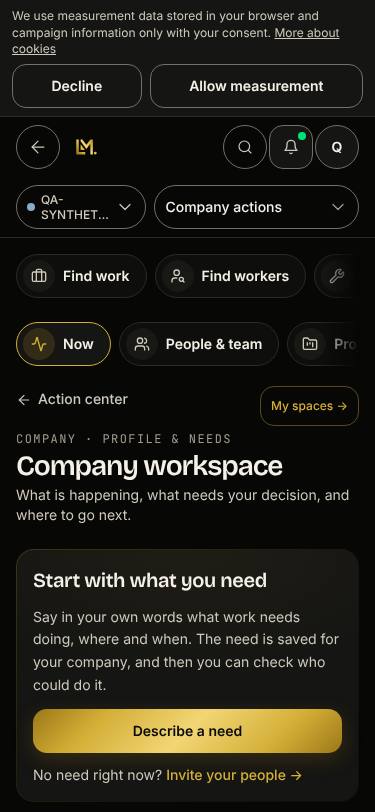 We use measurement data stored in your browser and
campaign information only with your consent. More about
cookies
Decline
Allow measurement
LM.
Q
QA-
SYNTHET...
Company actions
Find work
Find workers
Now
People & team
Pro
Action center
My spaces →
COMPANY · PROFILE & NEEDS
Company workspace
What is happening, what needs your decision, and
where to go next.
Start with what you need
Say in your own words what work needs
doing, where and when. The need is saved for
your company, and then you can check who
could do it.
Describe a need
No need right now? Invite your people →